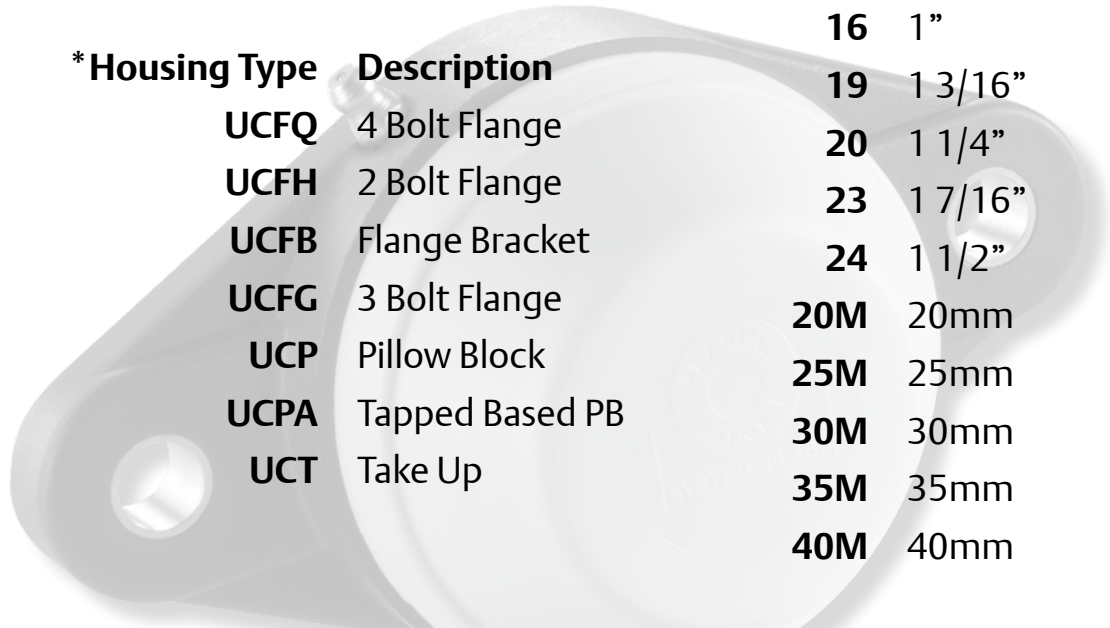 *Housing Type Description
UCFQ 4 Bolt Flange
UCFH 2 Bolt Flange
UCFB Flange Bracket
UCFG 3 Bolt Flange
UCP Pillow Block
UCPA Tapped Based PB
UCT Take Up
16 1”
19 1 3/16”
20 1 1/4”
23 1 7/16”
24 1 1/2”
20M 20mm
25M 25mm
30M 30mm
35M 35mm
40M 40mm